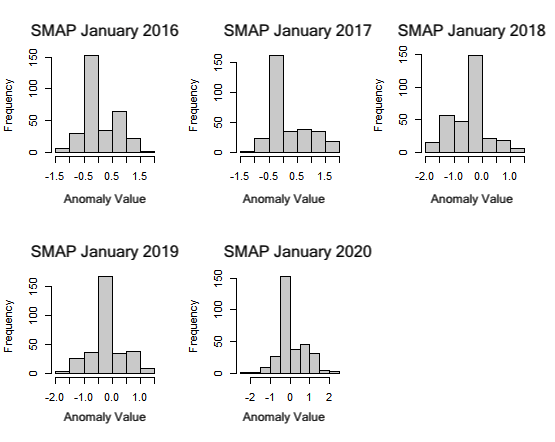 SMAP January 2016
Frequency
0 50 100 150
-1.5 -0.5 0.5 1.5
Anomaly Value
SMAP January 2017
Frequency
0 50 100 150
-1.5 -0.5 0.5 1.5
Anomaly Value
SMAP January 2018
Frequency
0 50 100 150
-2.0 -1.0 0.0 1.0
Anomaly Value
SMAP January 2019
Frequency
0 50 100 150
-2.0 -1.0 0.0 1.0
Anomaly Value
SMAP January 2020
Frequency
0 50 100 150
-2 -1 0 1 2
Anomaly Value